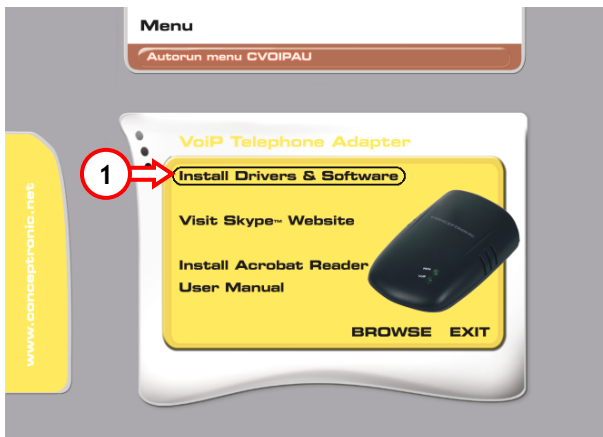 Menu
Autorun menu CVOIPAU
VoiP Telephone Adapter
1
Install Drivers & Software
Visit Skype™ Website
Install Acrobat Reader
User Manual
BROWSE EXIT
www.conceptronic.net